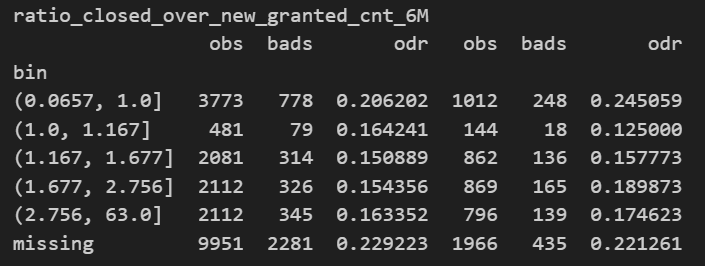 ratio_closed_over_new_granted_cnt_6M
obs bads odr obs bads odr
bin
(0.0657, 1.0] 3773 778 0.206202 1012 248 0.245059
(1.0, 1.167] 481 79 0.164241 144 18 0.125000
(1.167, 1.677] 2081 314 0.150889 862 136 0.157773
(1.677, 2.756] 2112 326 0.154356 869 165 0.189873
(2.756, 63.0] 2112 345 0.163352 796 139 0.174623
missing 9951 2281 0.229223 1966 435 0.221261